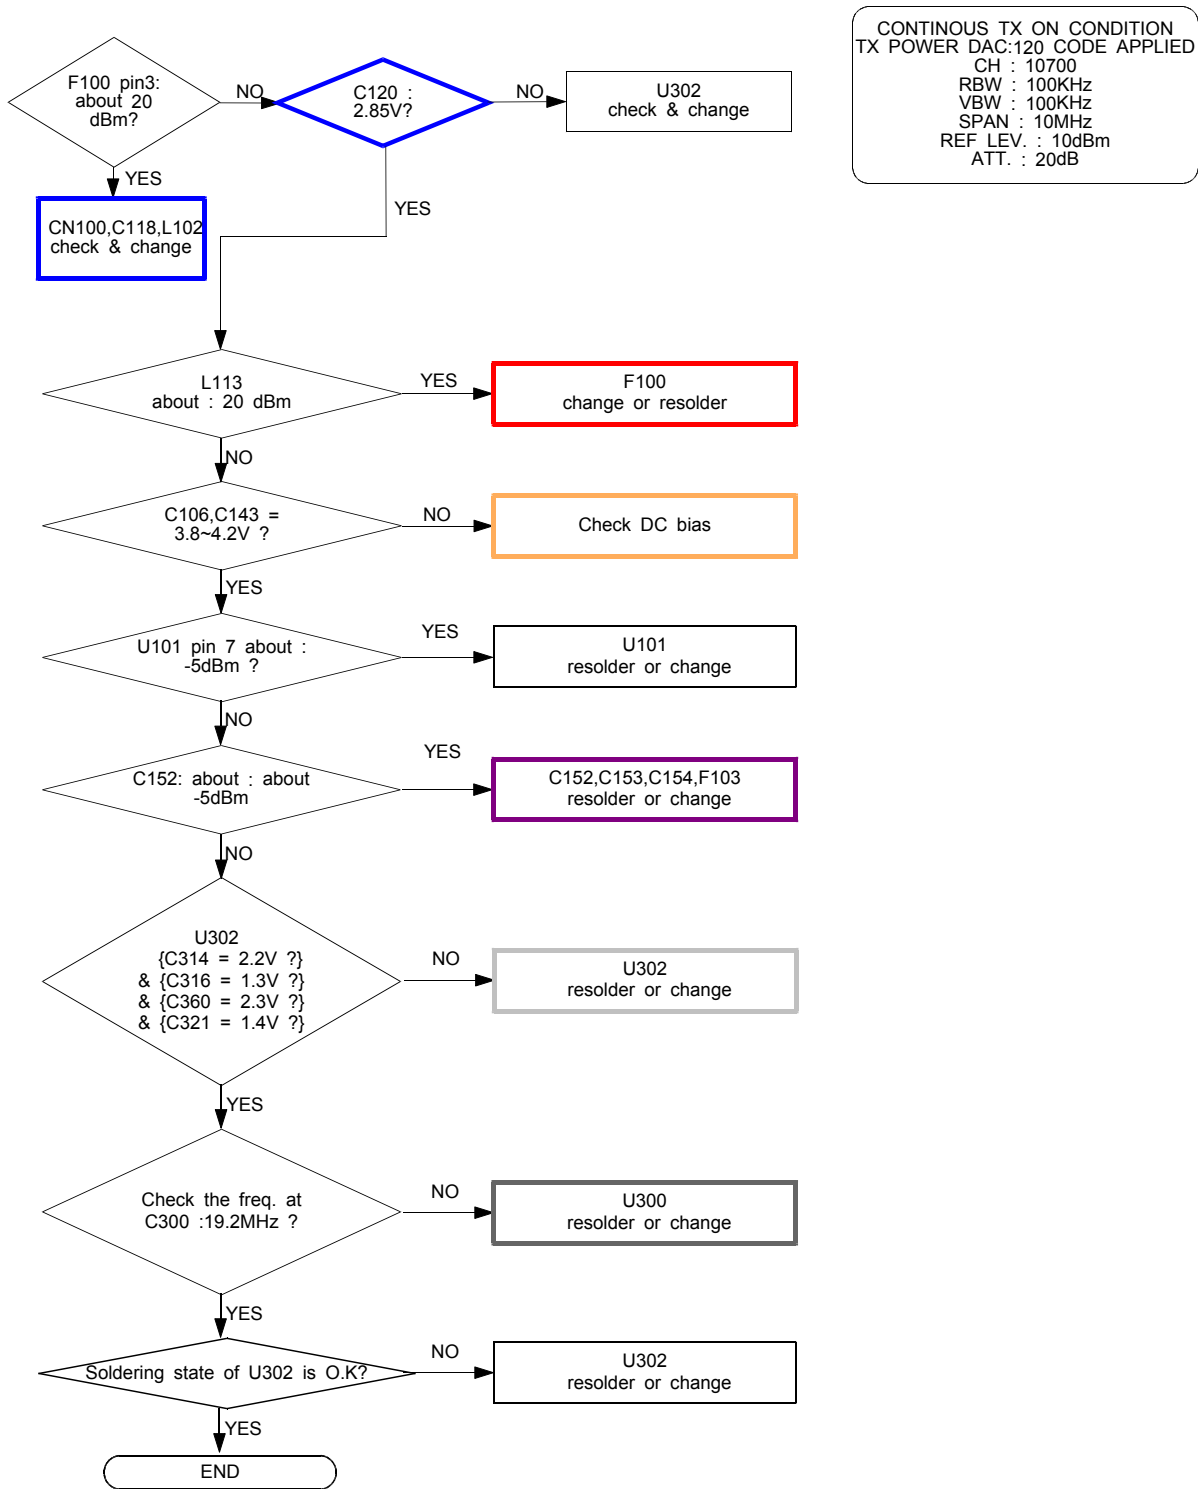 CONTINOUS TX ON CONDITION
TX POWER DAC:120 CODE APPLIED
CH : 10700
RBW : 100KHz
VBW : 100KHz
SPAN : 10MHz
REF LEV. : 10dBm
ATT. : 20dB
F100 pin3:
about 20
dBm?
NO
C120 :
2.85V?
NO
U302
check & change
YES
CN100,C118,L102
check & change
YES
L113
about : 20 dBm
YES
F100
change or resolder
NO
C106,C143 =
3.8~4.2V ?
NO
Check DC bias
YES
U101 pin 7 about :
-5dBm ?
YES
U101
resolder or change
NO
C152: about : about
-5dBm
YES
C152,C153,C154,F103
resolder or change
NO
U302
{C314 = 2.2V ?}
& {C316 = 1.3V ?}
& {C360 = 2.3V ?}
& {C321 = 1.4V ?}
NO
U302
resolder or change
YES
Check the freq. at
C300 :19.2MHz ?
NO
U300
resolder or change
YES
Soldering state of U302 is O.K?
NO
U302
resolder or change
YES
END